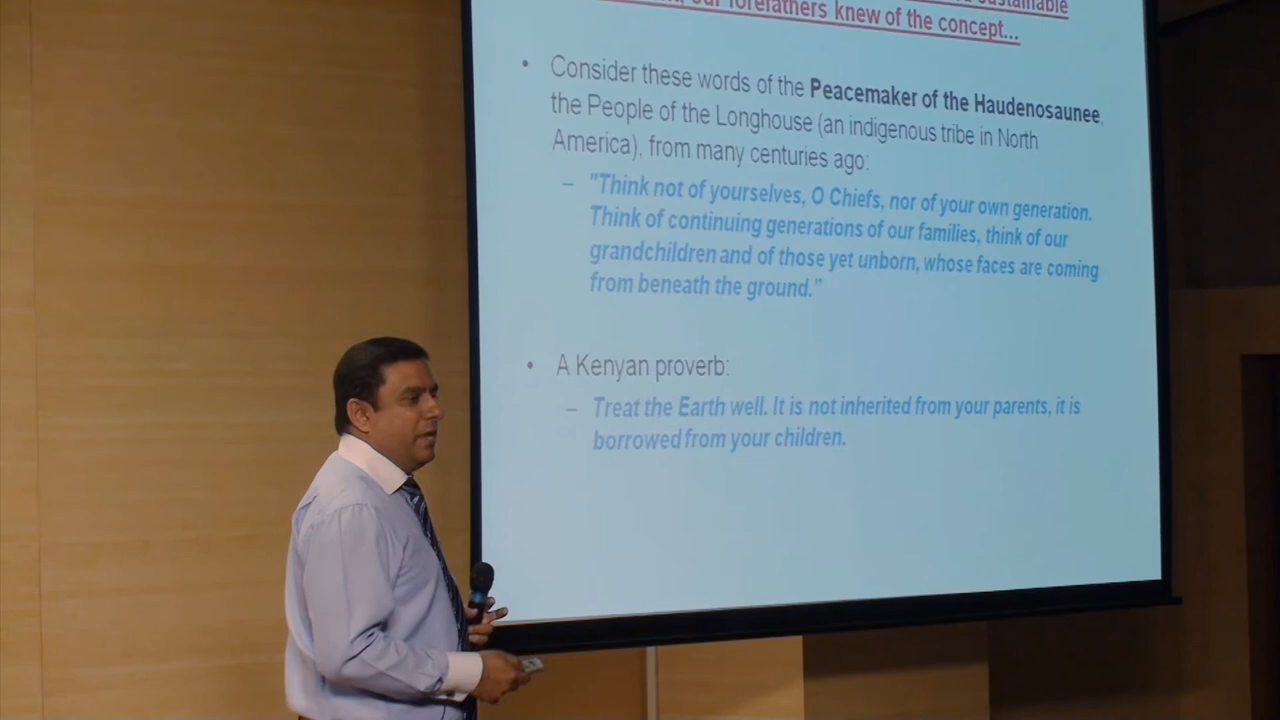 sustainable
our forefathers knew of the concept...
• Consider these words of the Peacemaker of the Haudenosaunee,
the People of the Longhouse (an indigenous tribe in North
America), from many centuries ago:
– "Think not of yourselves, O Chiefs, nor of your own generation.
Think of continuing generations of our families, think of our
grandchildren and of those yet unborn, whose faces are coming
from beneath the ground.”
• A Kenyan proverb:
– Treat the Earth well. It is not inherited from your parents, it is
borrowed from your children.